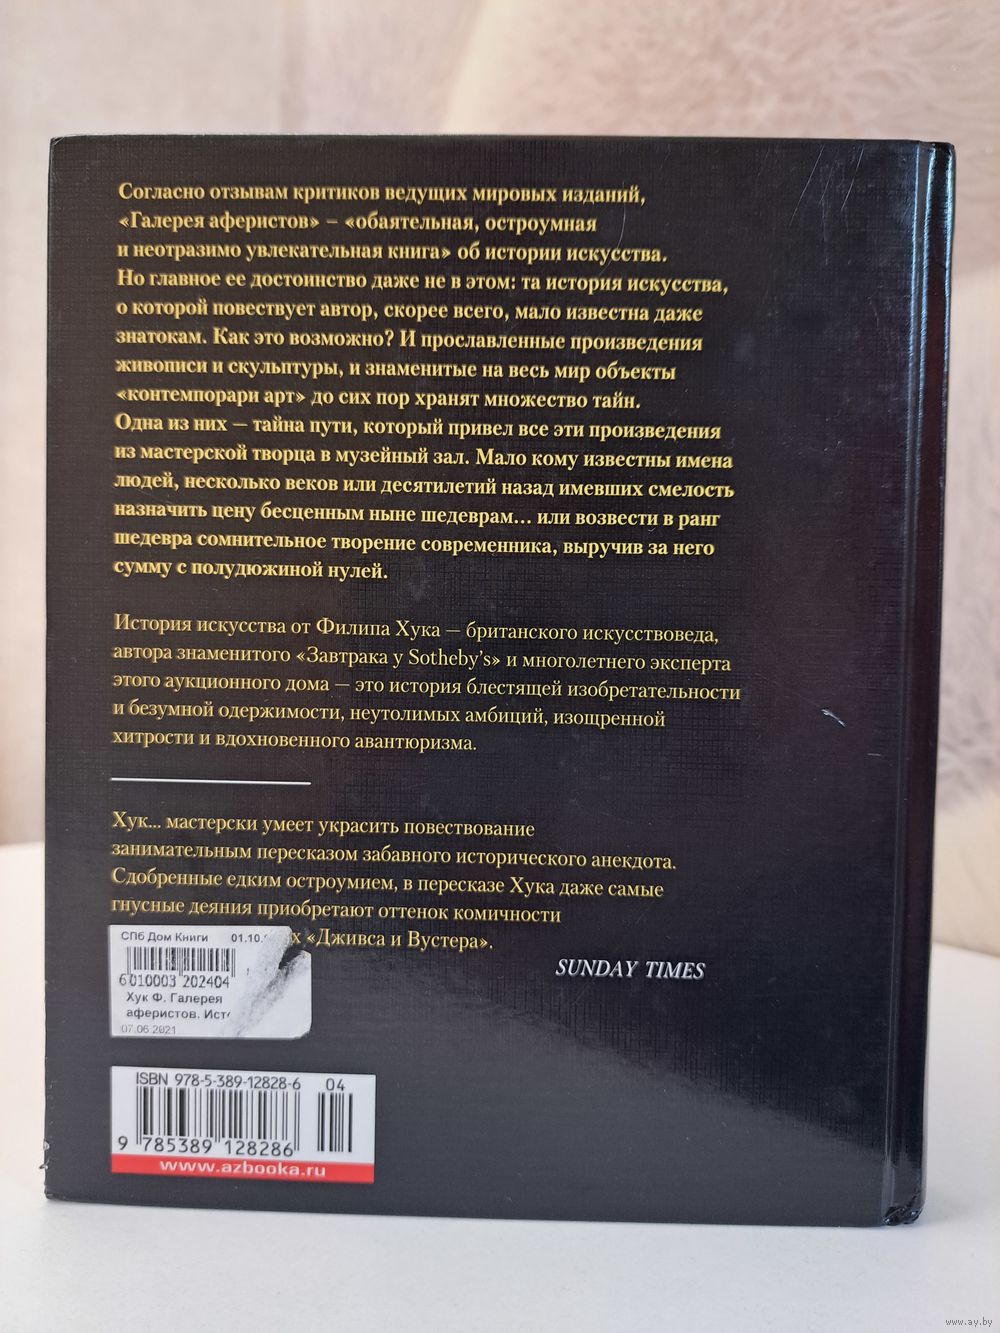 Согласно отзывам критиков ведущих мировых изданий,
«Галерея аферистов» – «обаятельная, остроумная
и неотразимо увлекательная книга» об истории искусства.
Но главное ее достоинство даже не в этом: та история искусства,
о которой повествует автор, скорее всего, мало известна даже
знатокам. Как это возможно? И прославленные произведения
живописи и скульптуры, и знаменитые на весь мир объекты
«контемпорари арт» до сих пор хранят множество тайн.
Одна из них — тайна пути, который привел все эти произведения
из мастерской творца в музейный зал. Мало кому известны имена
людей, несколько веков или десятилетий назад имевших смелость
назначить цену бесценным ныне шедеврам... или возвести в ранг
шедевра сомнительное творение современника, выручив за него
сумму с полудюжиной нулей.
История искусства от Филипа Хука — британского искусствоведа,
автора знаменитого «Завтрака у Sotheby's» и многолетнего эксперта
этого аукционного дома — это история блестящей изобретательности
и безумной одержимости, неутолимых амбиций, изощренной
хитрости и вдохновенного авантюризма.
Хук... мастерски умеет украсить повествование
занимательным пересказом забавного исторического анекдота.
Сдобренные едким остроумием, в пересказе Хука даже самые
гнусные деяния приобретают оттенок комичности
«Дживса и Вустера».
SUNDAY TIMES
СПб Дом Книги 01.10.
6010003 202404
Хук Ф. Галерея
аферистов.
07.06.2021
ISBN 978-5-389-12828-6 04
9 785389 128286
www.azbooka.ru
www.ay.by